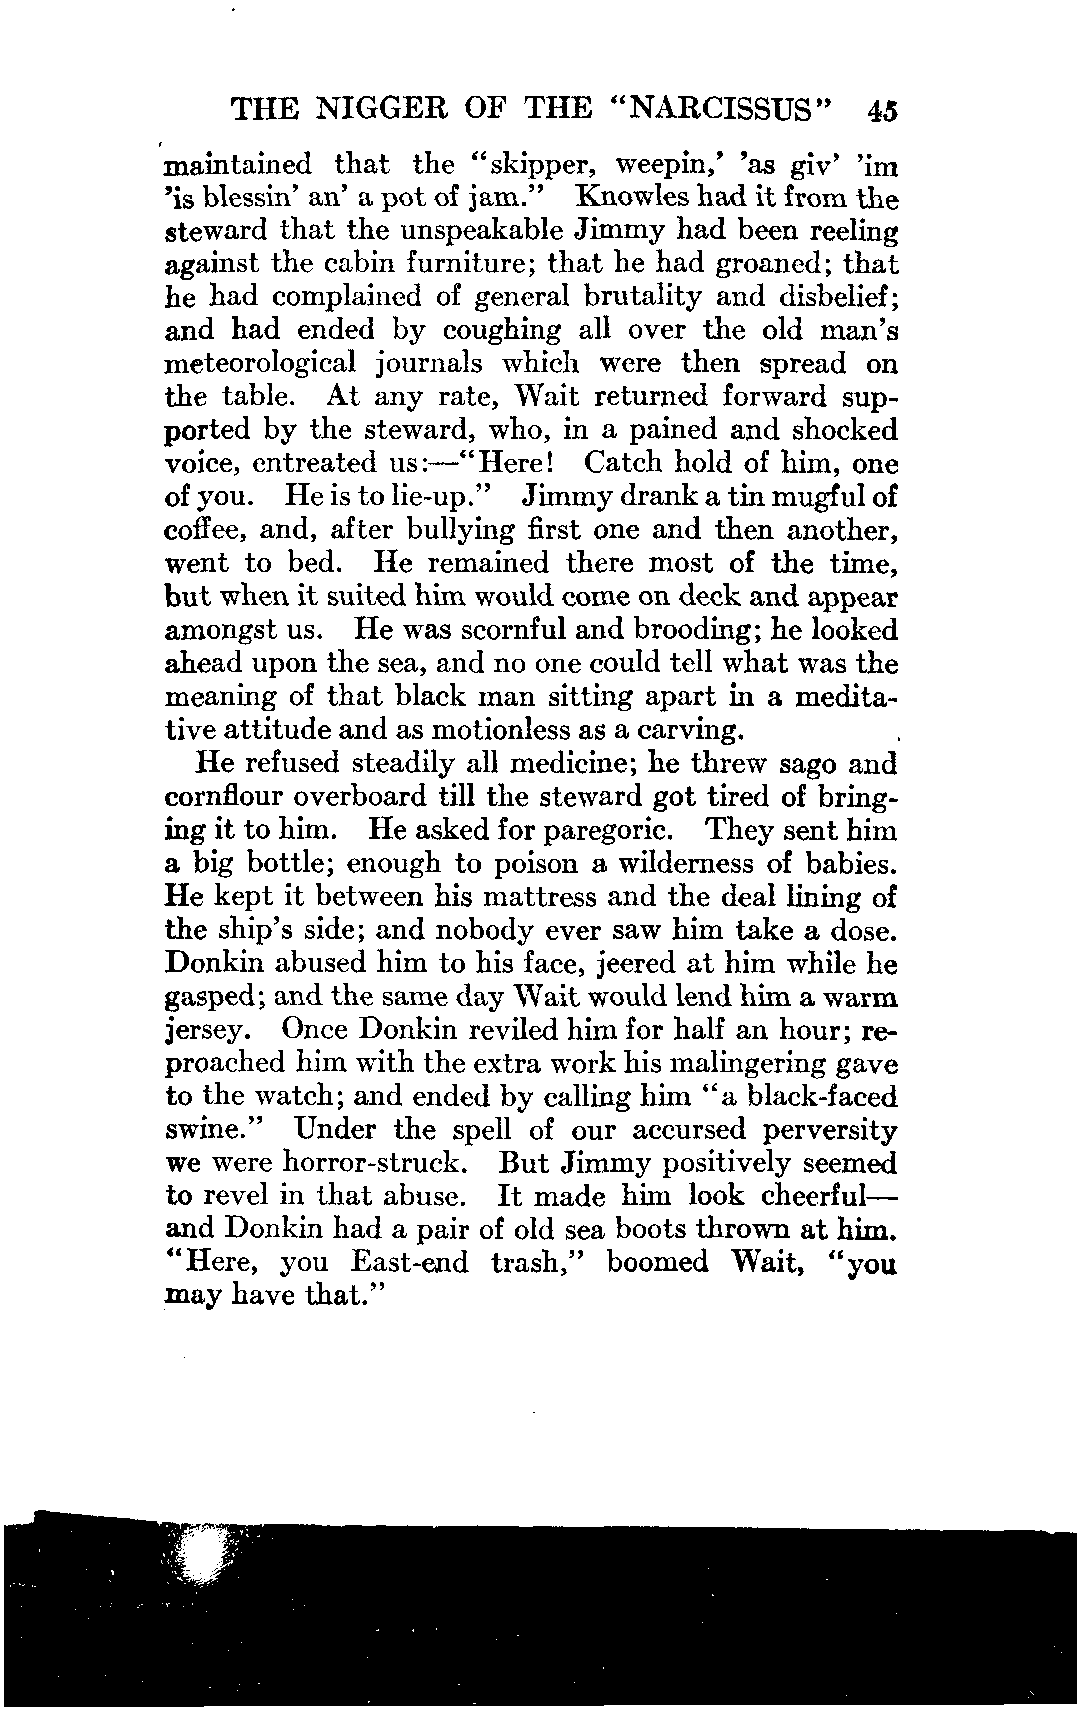 THE NIGGER OF THE “NARCISSUS” 45
maintained that the “skipper, weepin,’ ’as giv’ ’im
’is blessin’ an’ a pot of jam.” Knowles had it from the
steward that the unspeakable Jimmy had been reeling
against the cabin furniture; that he had groaned; that
he had complained of general brutality and disbelief;
and had ended by coughing all over the old man’s
meteorological journals which were then spread on
the table. At any rate, Wait returned forward sup-
ported by the steward, who, in a pained and shocked
voice, entreated us:—“Here! Catch hold of him, one
of you. He is to lie-up.” Jimmy drank a tin mugful of
coffee, and, after bullying first one and then another,
went to bed. He remained there most of the time,
but when it suited him would come on deck and appear
amongst us. He was scornful and brooding; he looked
ahead upon the sea, and no one could tell what was the
meaning of that black man sitting apart in a medita-
tive attitude and as motionless as a carving.
He refused steadily all medicine; he threw sago and
cornflour overboard till the steward got tired of bring-
ing it to him. He asked for paregoric. They sent him
a big bottle; enough to poison a wilderness of babies.
He kept it between his mattress and the deal lining of
the ship’s side; and nobody ever saw him take a dose.
Donkin abused him to his face, jeered at him while he
gasped; and the same day Wait would lend him a warm
jersey. Once Donkin reviled him for half an hour; re-
proached him with the extra work his malingering gave
to the watch; and ended by calling him “a black-faced
swine.” Under the spell of our accursed perversity
we were horror-struck. But Jimmy positively seemed
to revel in that abuse. It made him look cheerful—
and Donkin had a pair of old sea boots thrown at him.
“Here, you East-end trash,” boomed Wait, “you
may have that.”